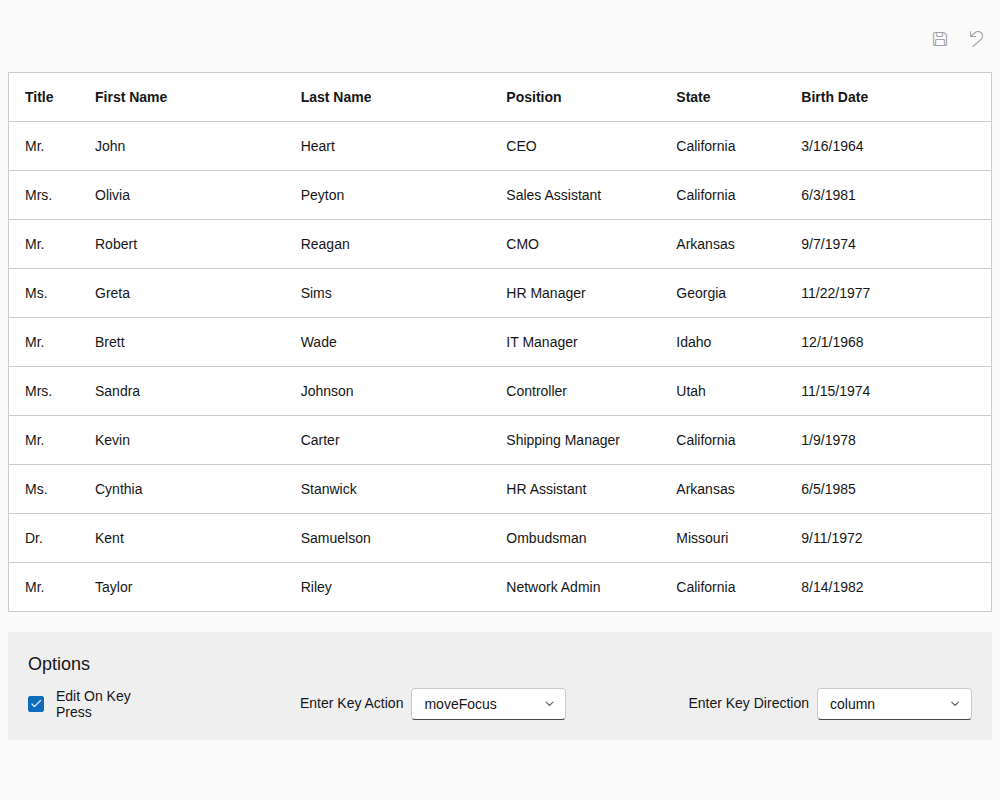 Title First Name Last Name Position State Birth Date
Mr. John Heart CEO California 3/16/1964
Mrs. Olivia Peyton Sales Assistant California 6/3/1981
Mr. Robert Reagan CMO Arkansas 9/7/1974
Ms. Greta Sims HR Manager Georgia 11/22/1977
Mr. Brett Wade IT Manager Idaho 12/1/1968
Mrs. Sandra Johnson Controller Utah 11/15/1974
Mr. Kevin Carter Shipping Manager California 1/9/1978
Ms. Cynthia Stanwick HR Assistant Arkansas 6/5/1985
Dr. Kent Samuelson Ombudsman Missouri 9/11/1972
Mr. Taylor Riley Network Admin California 8/14/1982
Options
Edit On Key
Press
Enter Key Action moveFocus
Enter Key Direction column